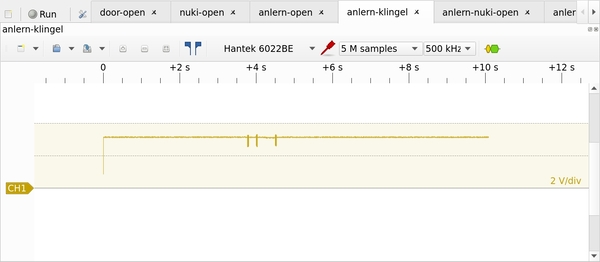 Run door-open nuki-open anlern-open anlern-klingel anlern-nuki-open
anlern-klingel
Hantek 6022BE 5 M samples 500 kHz
0 +2 s +4 s +6 s +8 s +10 s +12 s
2 V/div
CH1